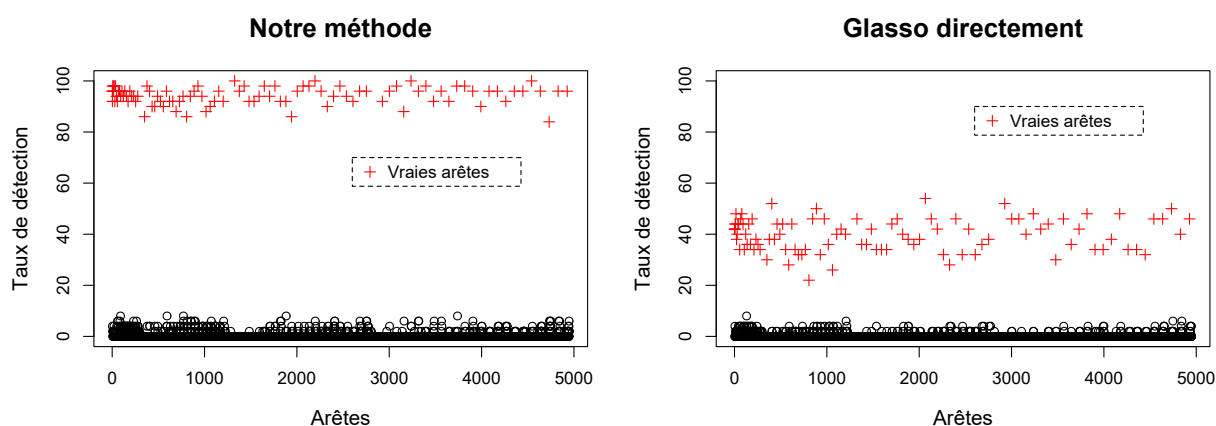 Notre méthode
Taux de détection
100
80
60
40
20
0
Vraies arêtes
0 1000 2000 3000 4000 5000
Arêtes
Glasso directement
Taux de détection
100
80
60
40
20
0
Vraies arêtes
0 1000 2000 3000 4000 5000
Arêtes